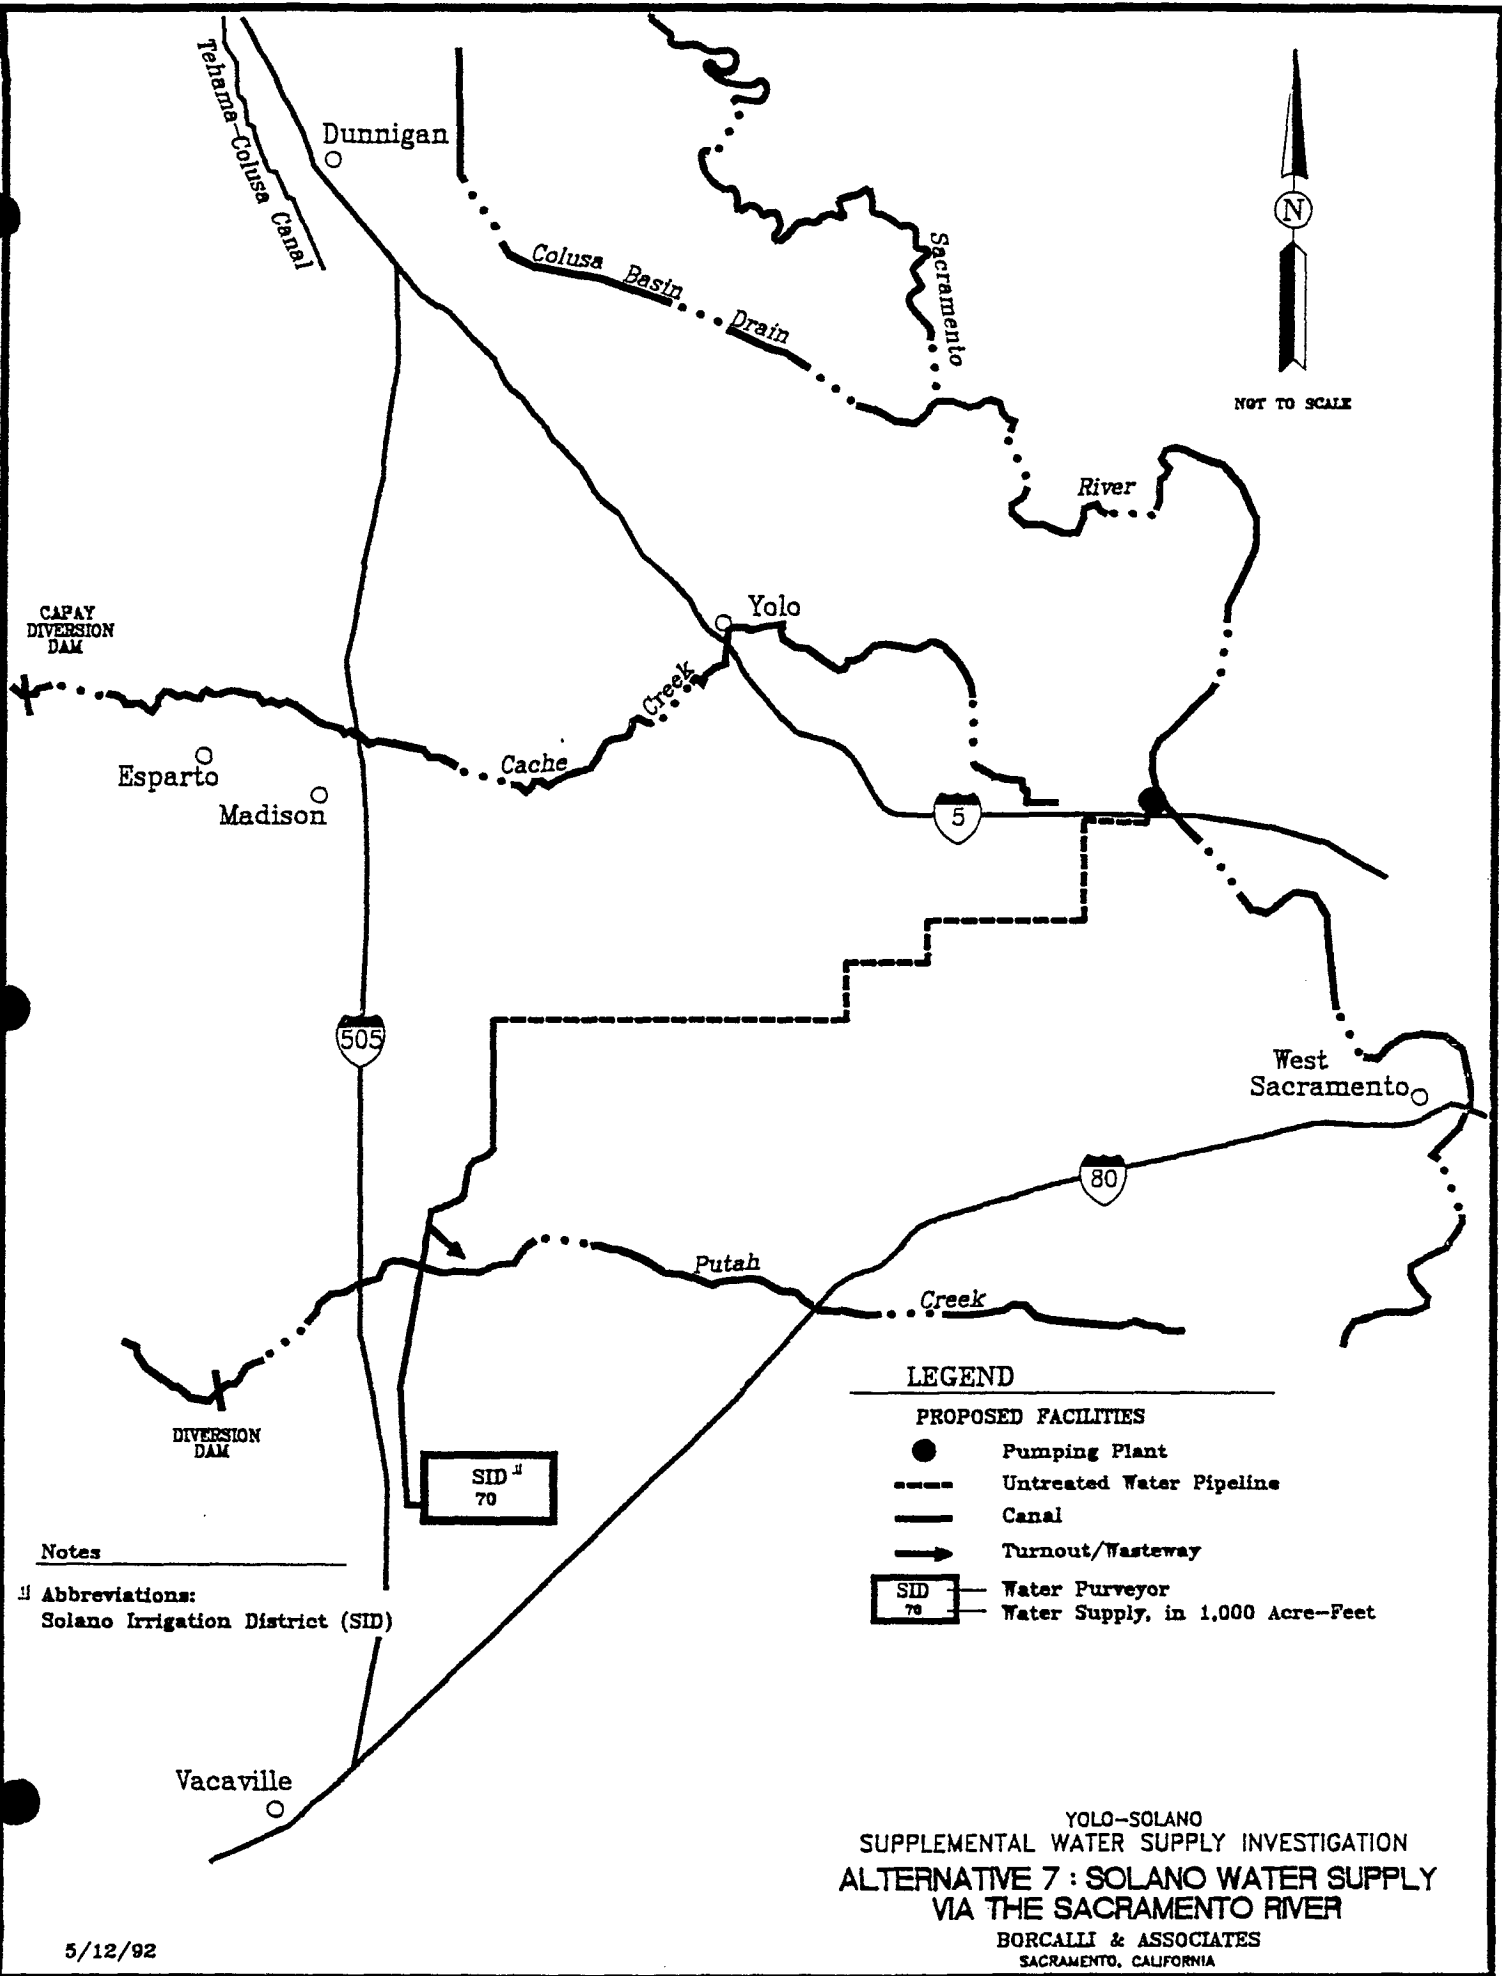 Tehama-Colusa Canal
Dunnigan
Colusa Basin Drain
Sacramento
River
N
NOT TO SCALE
CAPAY
DIVERSION
DAM
Yolo
Creek
Cache
Esparto
Madison
5
505
West
Sacramento
80
Putah
Creek
DIVERSION
DAM
SID 1/
70
LEGEND
PROPOSED FACILITIES
Pumping Plant
Untreated Water Pipeline
Canal
Turnout/Wasteway
SID
70
Water Purveyor
Water Supply, in 1,000 Acre-Feet
Notes
1/ Abbreviations:
Solano Irrigation District (SID)
Vacaville
YOLO-SOLANO
SUPPLEMENTAL WATER SUPPLY INVESTIGATION
ALTERNATIVE 7 : SOLANO WATER SUPPLY
VIA THE SACRAMENTO RIVER
BORCALLI & ASSOCIATES
SACRAMENTO, CALIFORNIA
5/12/92